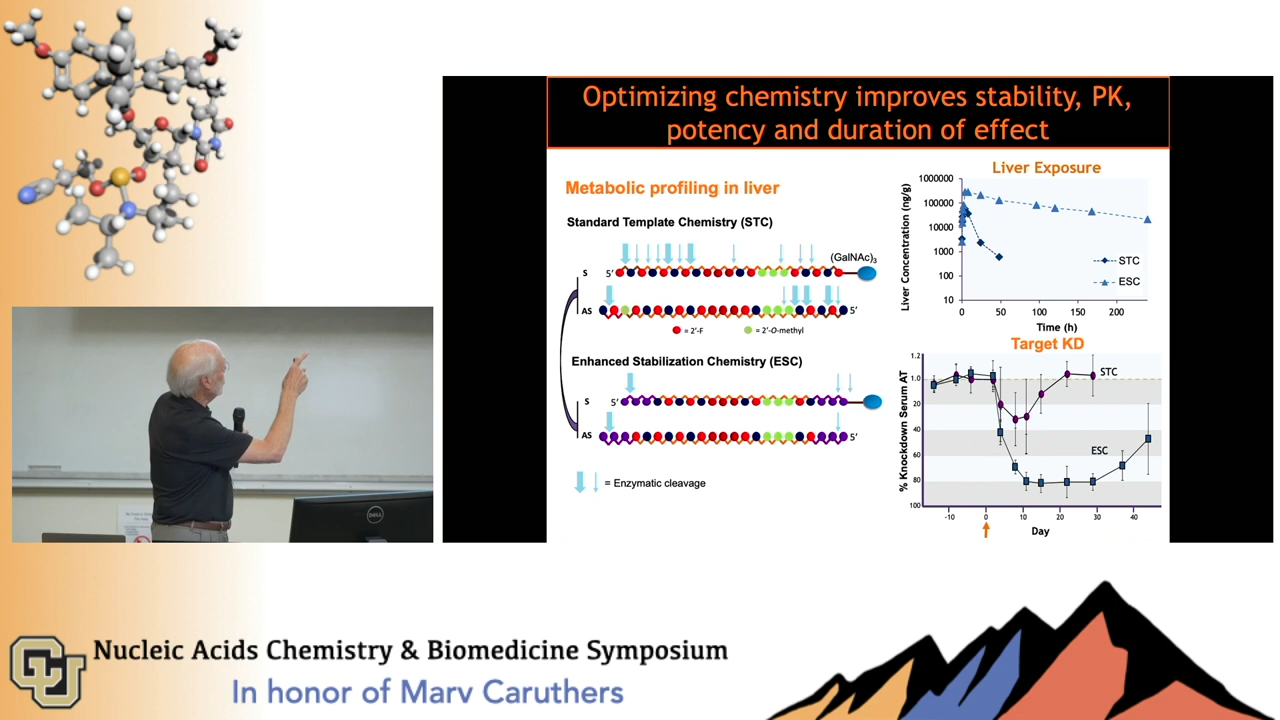 Optimizing chemistry improves stability, PK,
potency and duration of effect
Metabolic profiling in liver
Standard Template Chemistry (STC)
(GalNAc)3
S
5′
AS
5′
= 2′-F
= 2′-O-methyl
Enhanced Stabilization Chemistry (ESC)
S
5′
AS
5′
= Enzymatic cleavage
Liver Exposure
Liver Concentration (ng/g)
1000000
100000
10000
1000
100
10
STC
ESC
0
50
100
150
200
Time (h)
Target KD
% Knockdown Serum AT
1.2
1.0
20
40
60
80
100
STC
ESC
-10
0
10
20
30
40
Day
DELL
CU
Nucleic Acids Chemistry & Biomedicine Symposium
In honor of Marv Caruthers